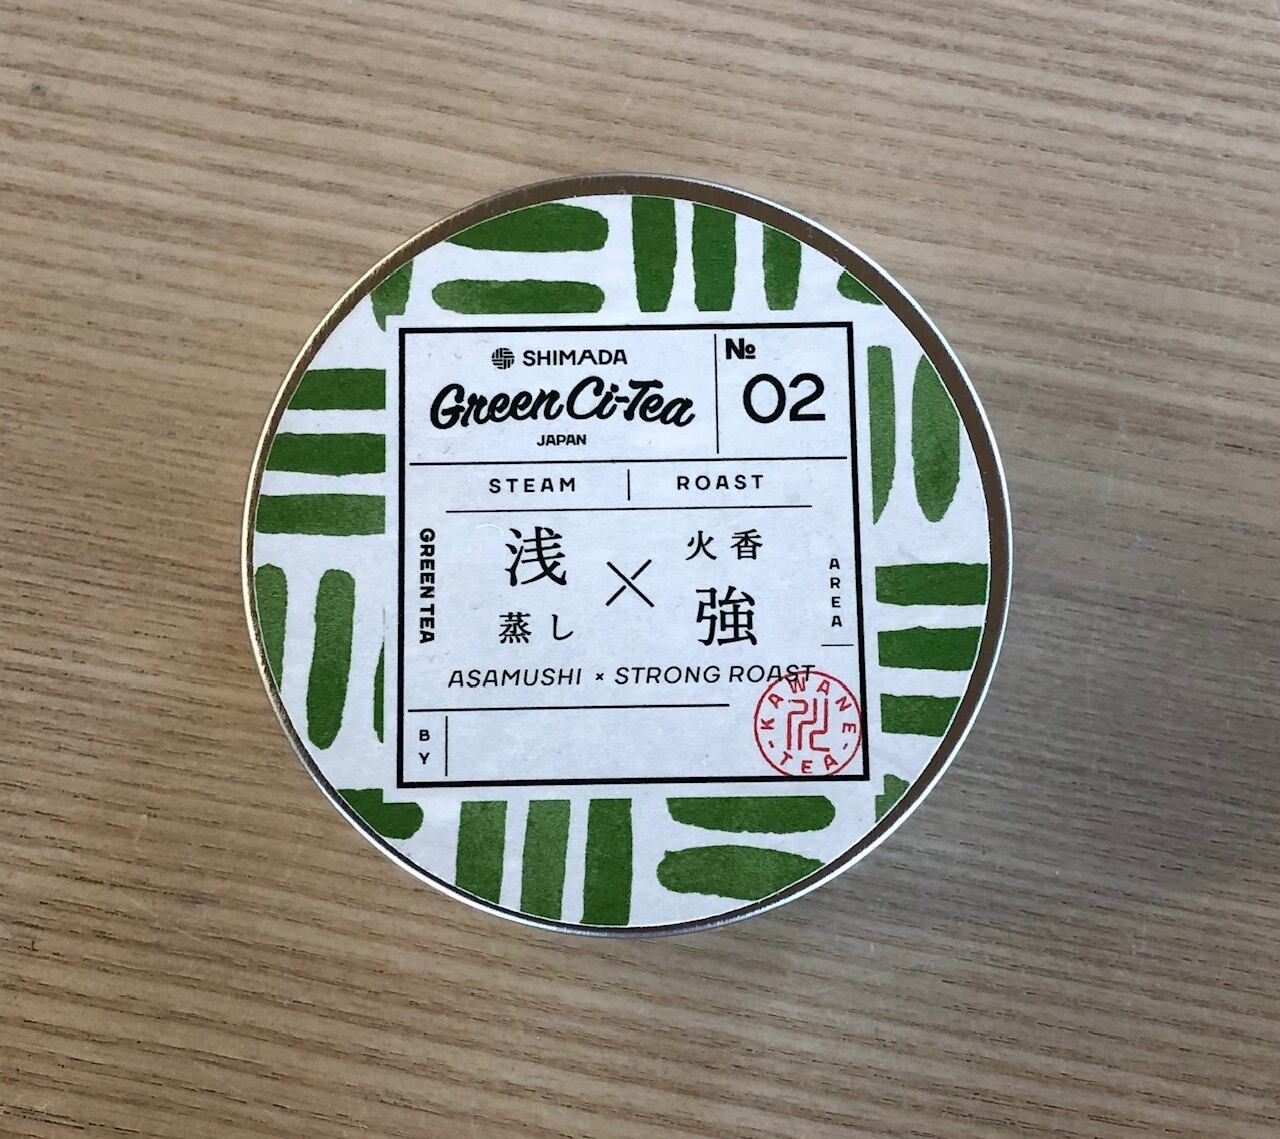 SHIMADA
Green Ci-Tea
JAPAN
№
02
STEAM
ROAST
GREEN TEA
浅
蒸し
×
火香
強
AREA
ASAMUSHI × STRONG ROAST
BY
KAWANE
- TEA -